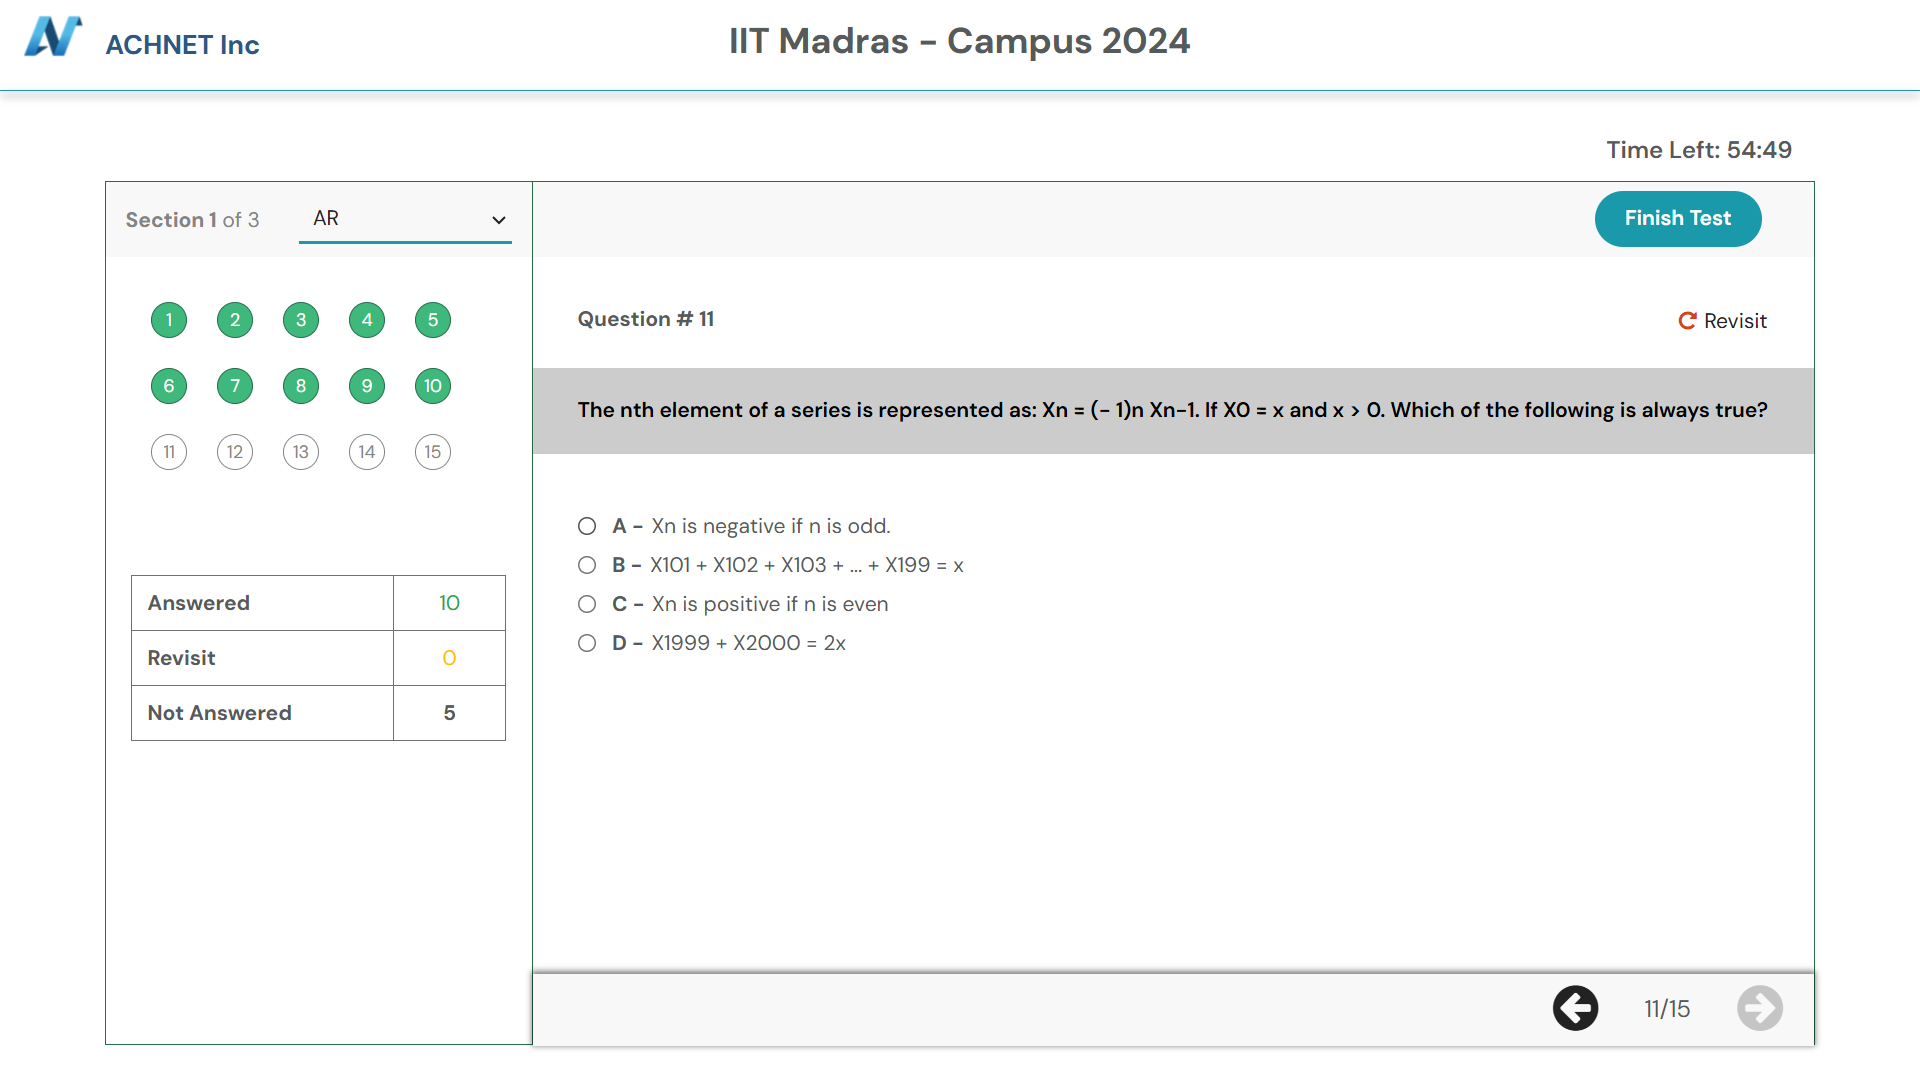 ACHNET Inc
IIT Madras - Campus 2024
Time Left: 54:49
Section 1 of 3
AR
Finish Test
1 2 3 4 5
6 7 8 9 10
11 12 13 14 15
Answered 10
Revisit 0
Not Answered 5
Question # 11
Revisit
The nth element of a series is represented as: Xn = (- 1)n Xn-1. If X0 = x and x > 0. Which of the following is always true?
A - Xn is negative if n is odd.
B - X101 + X102 + X103 + ... + X199 = x
C - Xn is positive if n is even
D - X1999 + X2000 = 2x
11/15